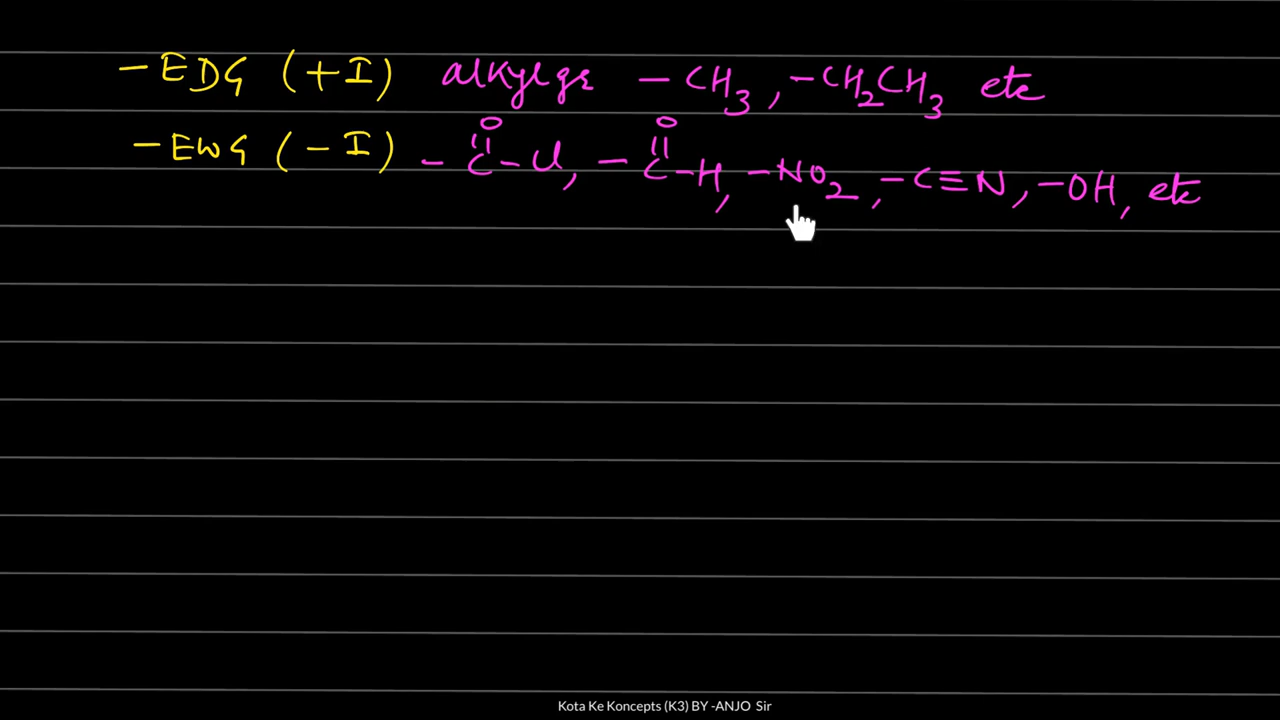 -EDG (+I) alkyl gr -CH3, -CH2CH3 etc
-EWG (-I) -C(=O)-Cl, -C(=O)-H, -NO2, -C≡N, -OH, etc
Kota Ke Koncepts (K3) BY -ANJO Sir